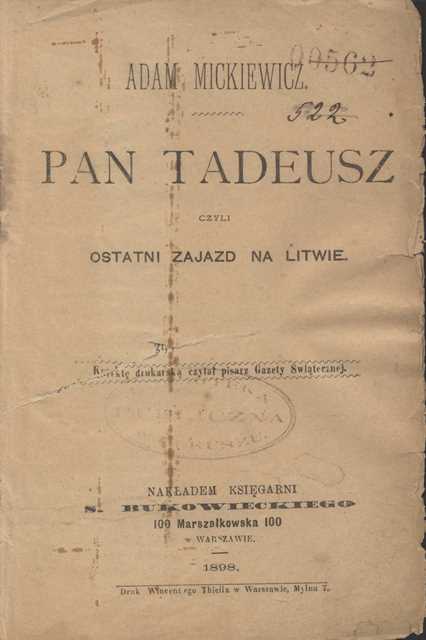 ADAM MICKIEWICZ.
00562
522
PAN TADEUSZ
CZYLI
OSTATNI ZAJAZD NA LITWIE.
Korektę drukarską czytał pisarz Gazety Świątecznej.
NAKŁADEM KSIĘGARNI
S. BUKOWIECKIEGO
100 Marszałkowska 100
w WARSZAWIE.
1898.
Druk Wincentego Thiella w Warszawie, Mylna 7.